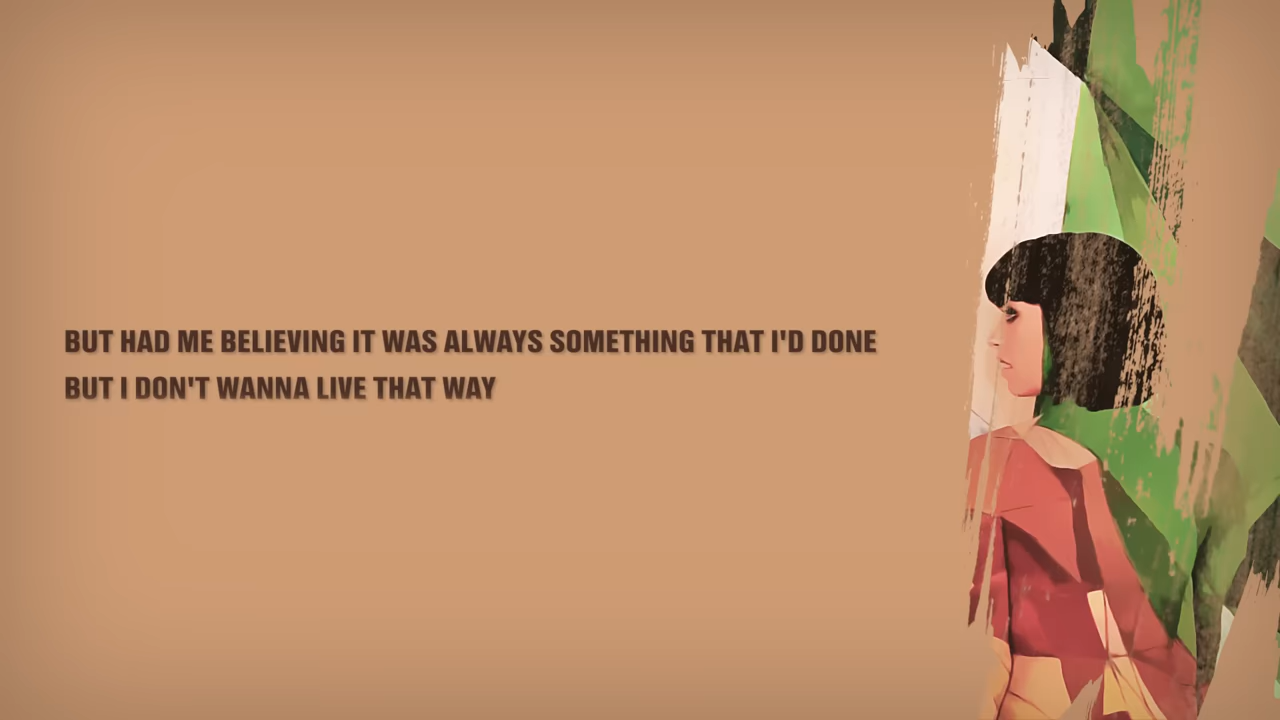 BUT HAD ME BELIEVING IT WAS ALWAYS SOMETHING THAT I'D DONE
BUT I DON'T WANNA LIVE THAT WAY